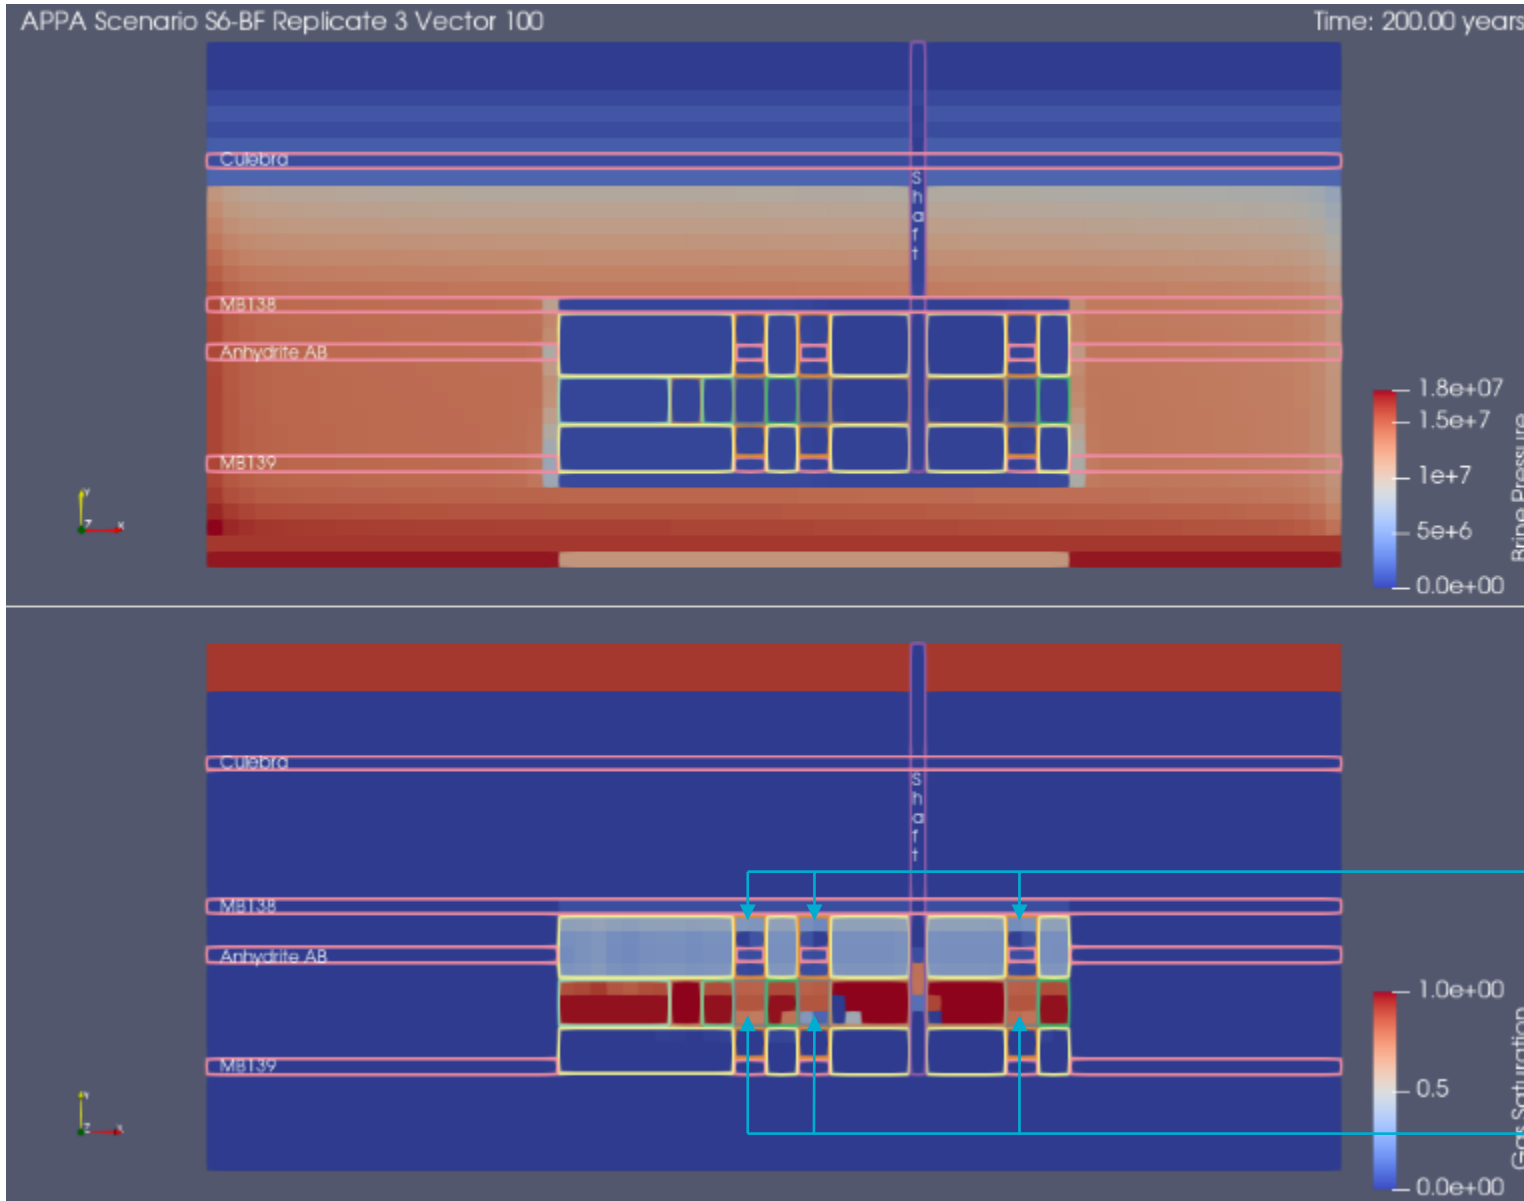 APPA Scenario S6-BF Replicate 3 Vector 100
Time: 200.00 years
Culebra
Shaft
MB138
Anhydrite AB
MB139
1.8e+07
1.5e+7
1e+7
5e+6
0.0e+00
Brine Pressure
Y
Z
X
Culebra
Shaft
MB138
Anhydrite AB
MB139
1.0e+00
0.5
0.0e+00
Gas Saturation
Y
Z
X